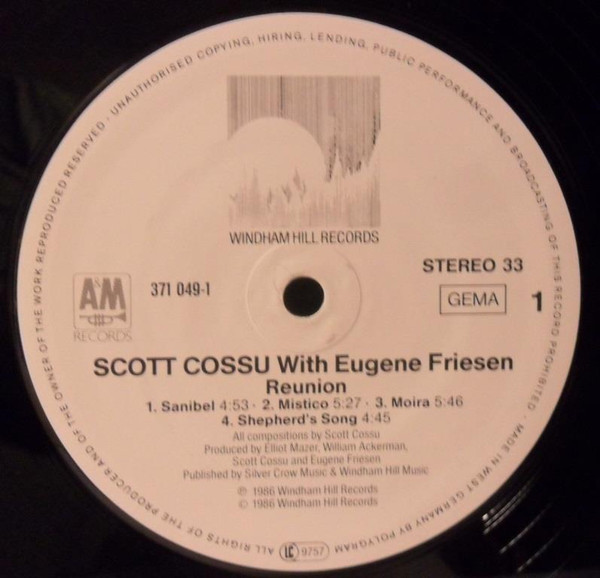 ALL RIGHTS OF THE PRODUCER AND OF THE OWNER OF THE WORK REPRODUCED RESERVED · UNAUTHORISED COPYING, HIRING, LENDING, PUBLIC PERFORMANCE AND BROADCASTING OF THIS RECORD PROHIBITED · MADE IN WEST GERMANY BY POLYGRAM
WINDHAM HILL RECORDS
A&M
RECORDS
371 049-1
STEREO 33
GEMA
1
SCOTT COSSU With Eugene Friesen
Reunion
1. Sanibel 4:53 · 2. Mistico 5:27 · 3. Moira 5:46
4. Shepherd's Song 4:45
All compositions by Scott Cossu
Produced by Elliot Mazer, William Ackerman,
Scott Cossu and Eugene Friesen
Published by Silver Crow Music & Windham Hill Music
℗ 1986 Windham Hill Records
© 1986 Windham Hill Records
LC 9757